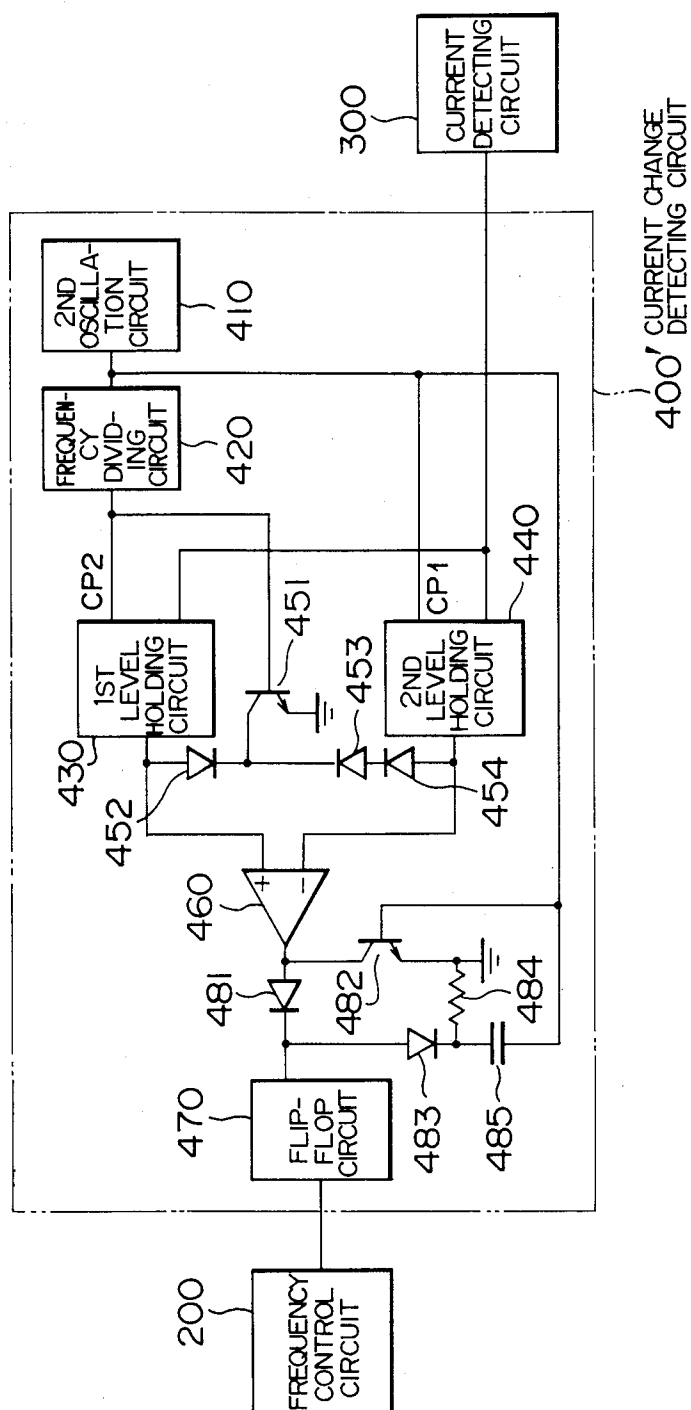 300
CURRENT
DETECTING
CIRCUIT
400' CURRENT CHANGE
DETECTING CIRCUIT
2ND
OSCILLA-
TION
CIRCUIT
410
FREQUEN-
CY
DIVID-
ING
CIRCUIT
420
CP2
CP1
430
1ST
LEVEL
HOLDING
CIRCUIT
451
452
453
454
2ND
LEVEL
HOLDING
CIRCUIT
440
460
+
−
481
482
483
484
485
470
FLIP-
FLOP
CIRCUIT
200
FREQUENCY
CONTROL
CIRCUIT